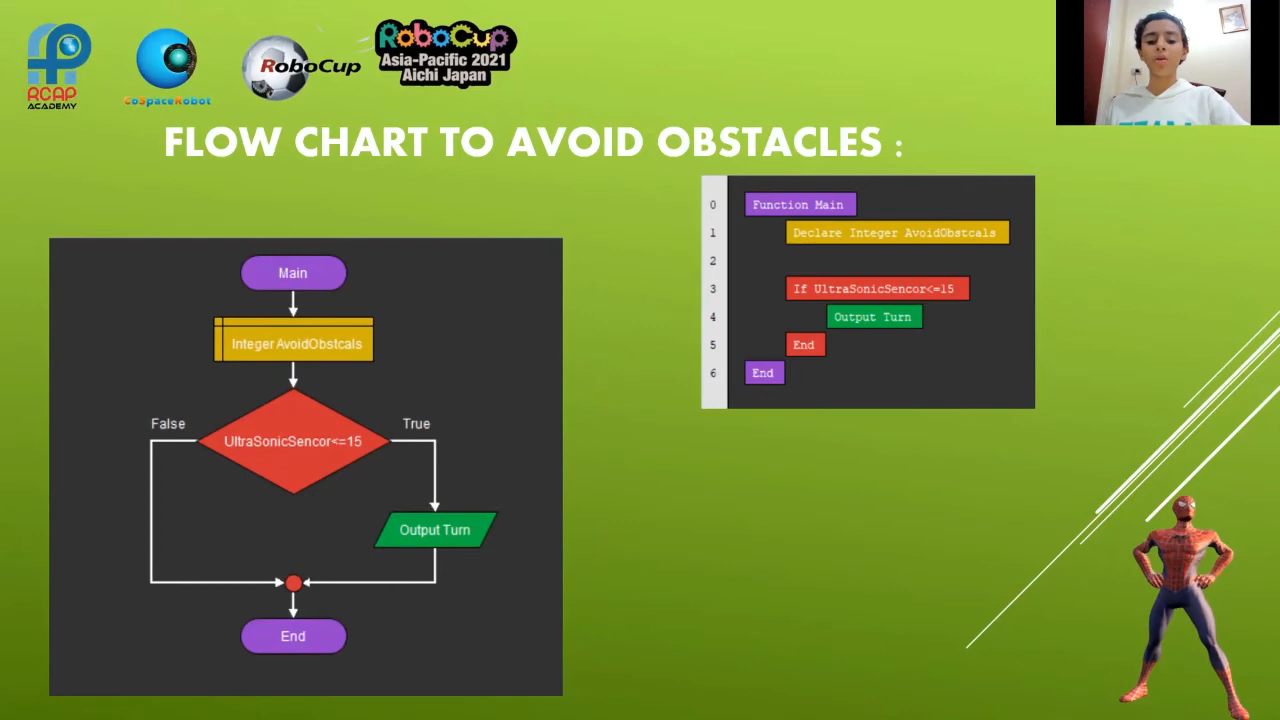 RCAP
ACADEMY
CoSpaceRobot
RoboCup
RoboCup
Asia-Pacific 2021
Aichi Japan
FLOW CHART TO AVOID OBSTACLES :
Main
Integer AvoidObstcals
False
True
UltraSonicSencor<=15
Output Turn
End
0 Function Main
1 Declare Integer AvoidObstcals
2
3 If UltraSonicSencor<=15
4 Output Turn
5 End
6 End